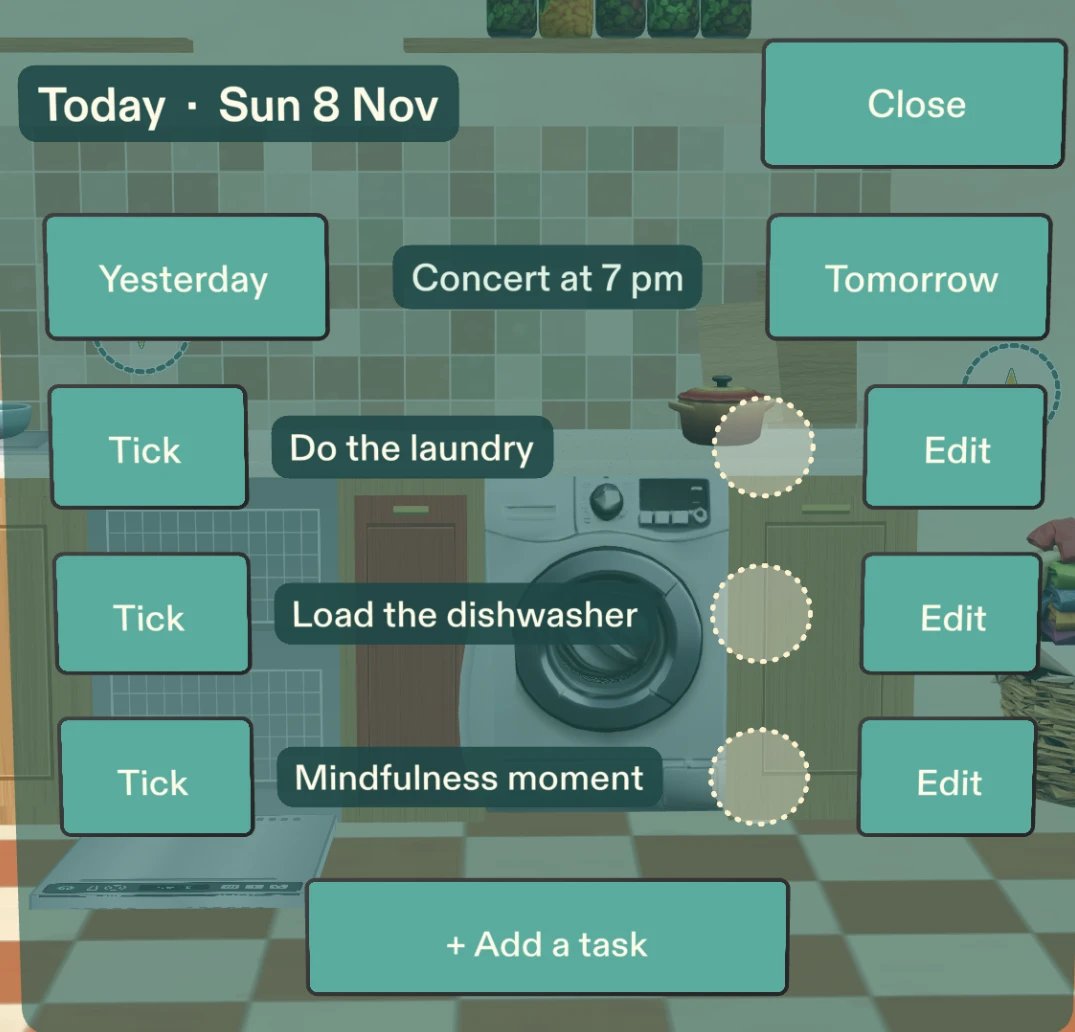 Today · Sun 8 Nov
Close
Yesterday
Concert at 7 pm
Tomorrow
Tick
Do the laundry
Edit
Tick
Load the dishwasher
Edit
Tick
Mindfulness moment
Edit
+ Add a task